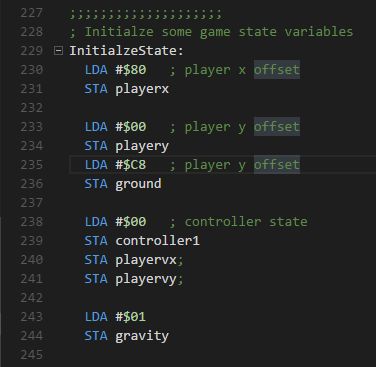 227 ;;;;;;;;;;;;;;;;;;;;
228 ; Initialze some game state variables
229 InitialzeState:
230 LDA #$80 ; player x offset
231 STA playerx
232
233 LDA #$00 ; player y offset
234 STA playery
235 LDA #$C8 ; player y offset
236 STA ground
237
238 LDA #$00 ; controller state
239 STA controller1
240 STA playervx;
241 STA playervy;
242
243 LDA #$01
244 STA gravity
245